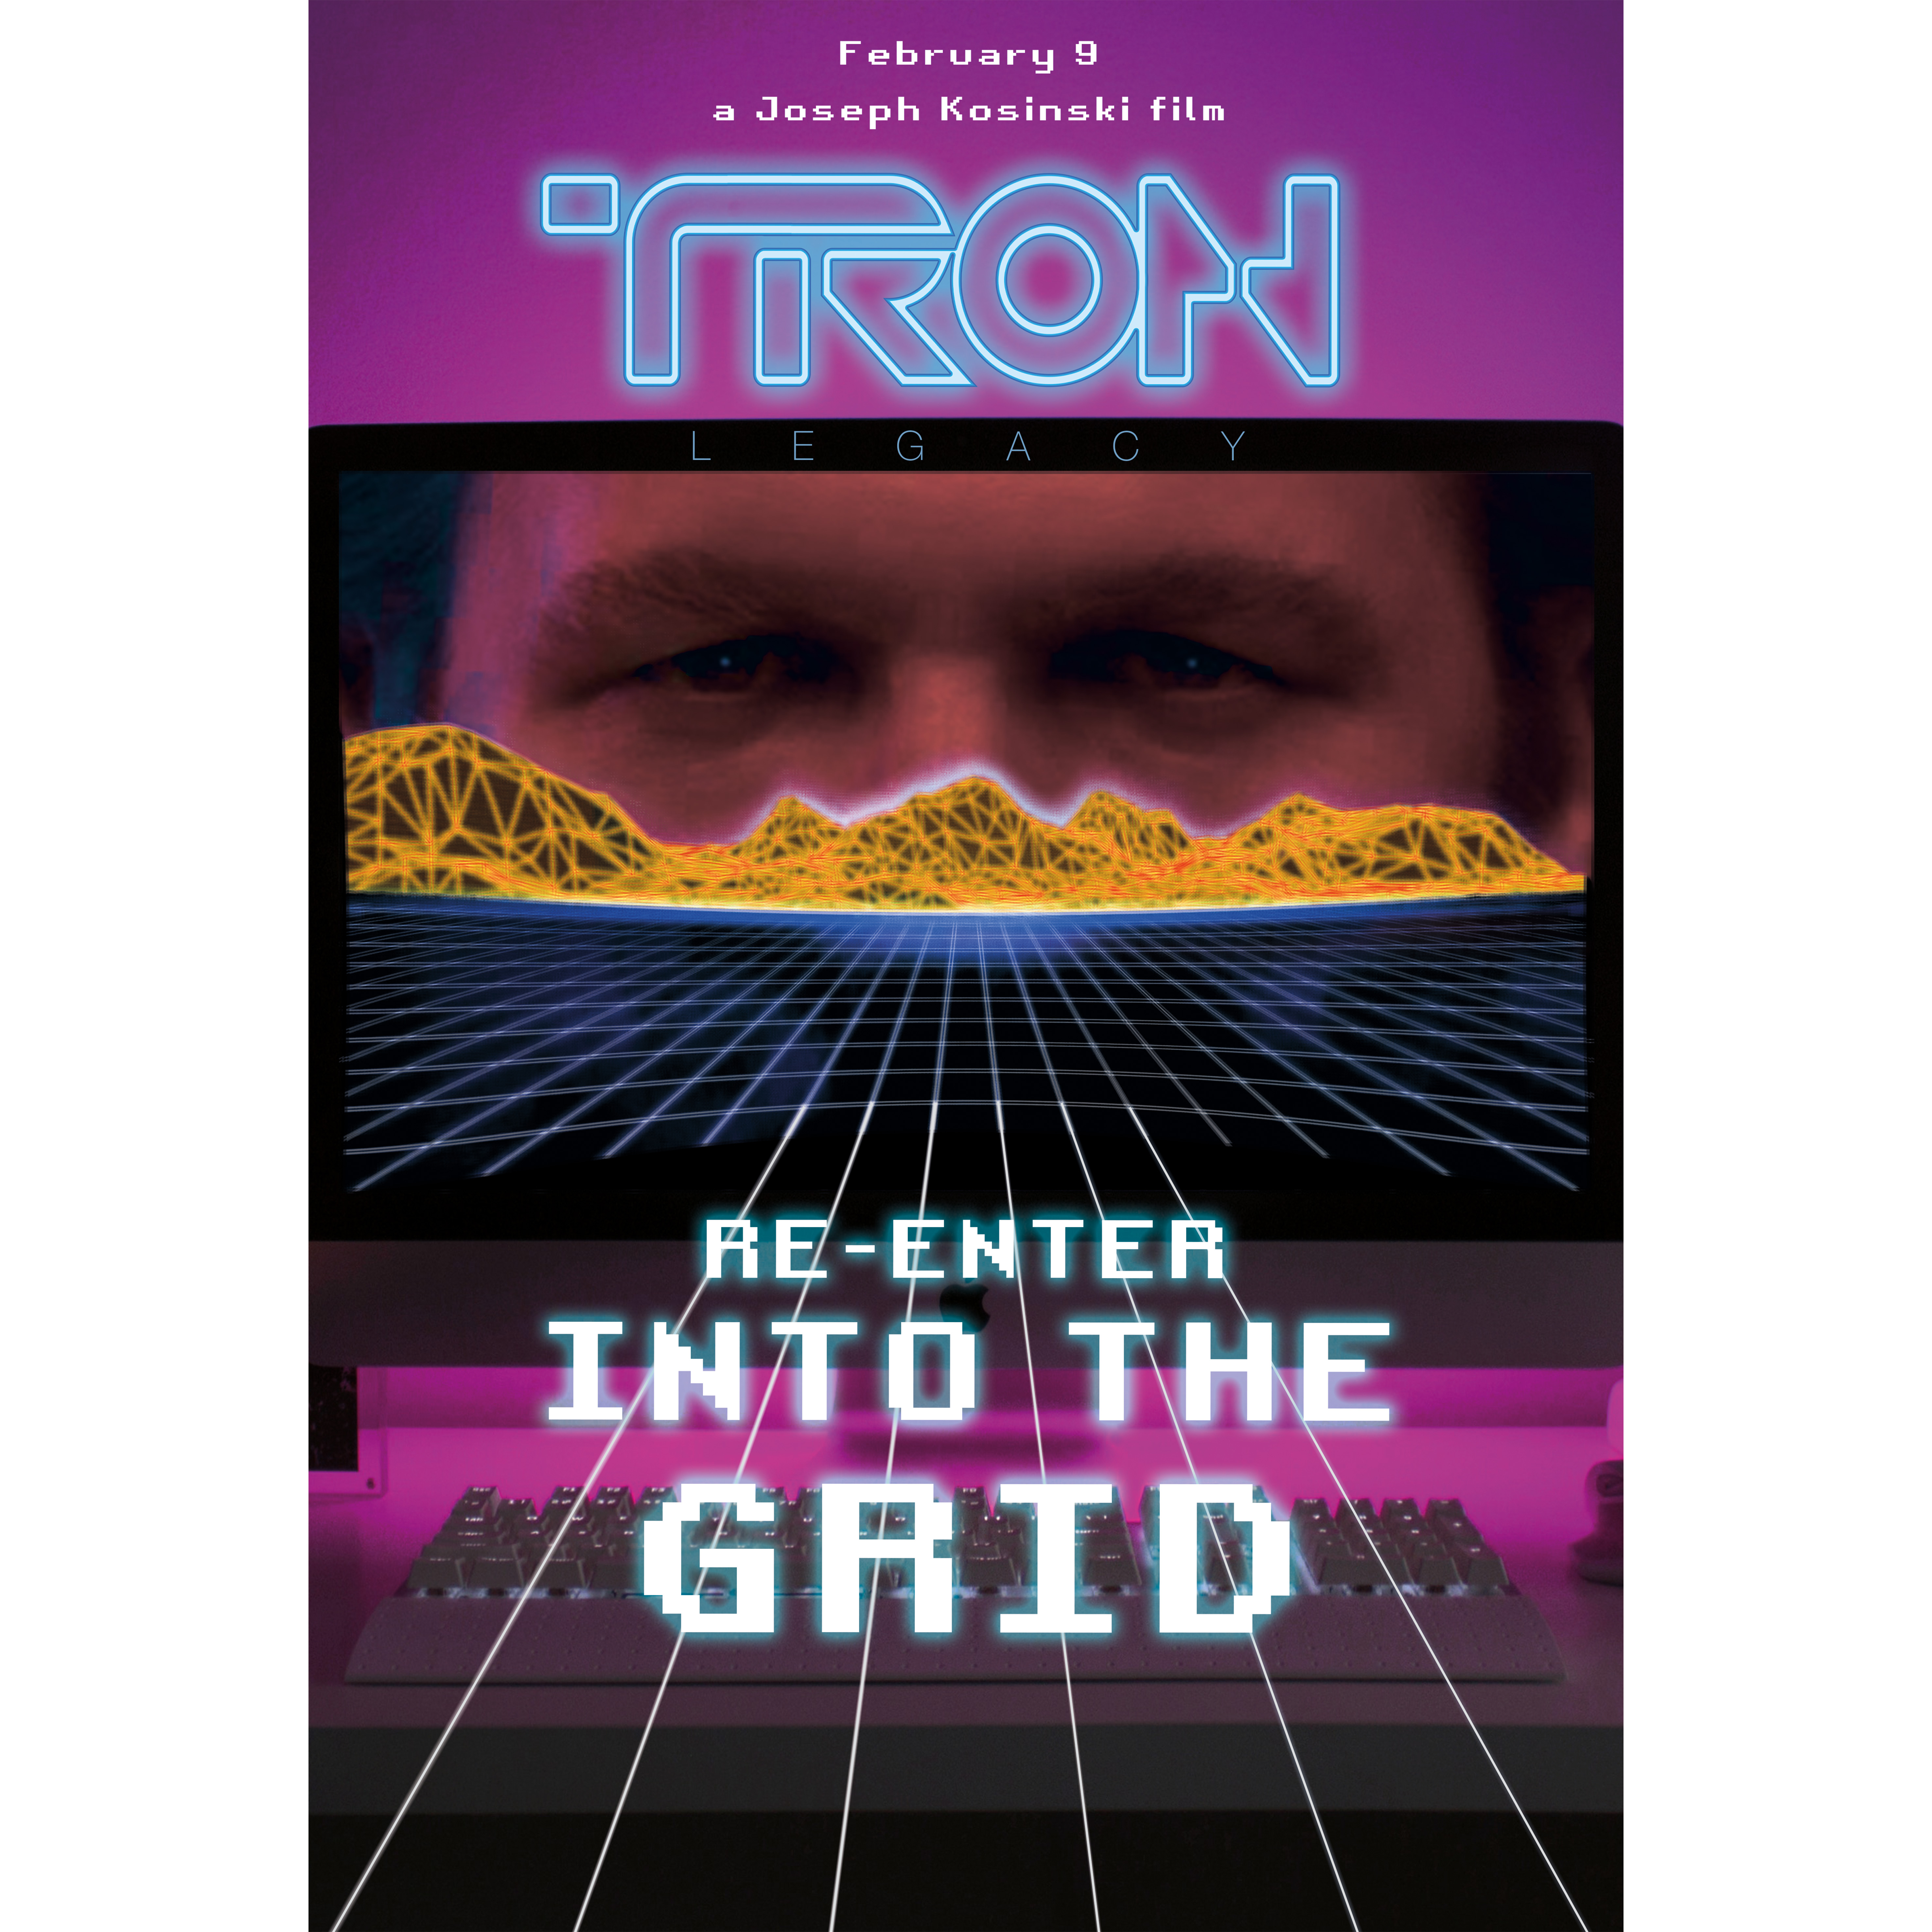 February 9
a Joseph Kosinski film
TRON
LEGACY
RE-ENTER
INTO THE
GRID